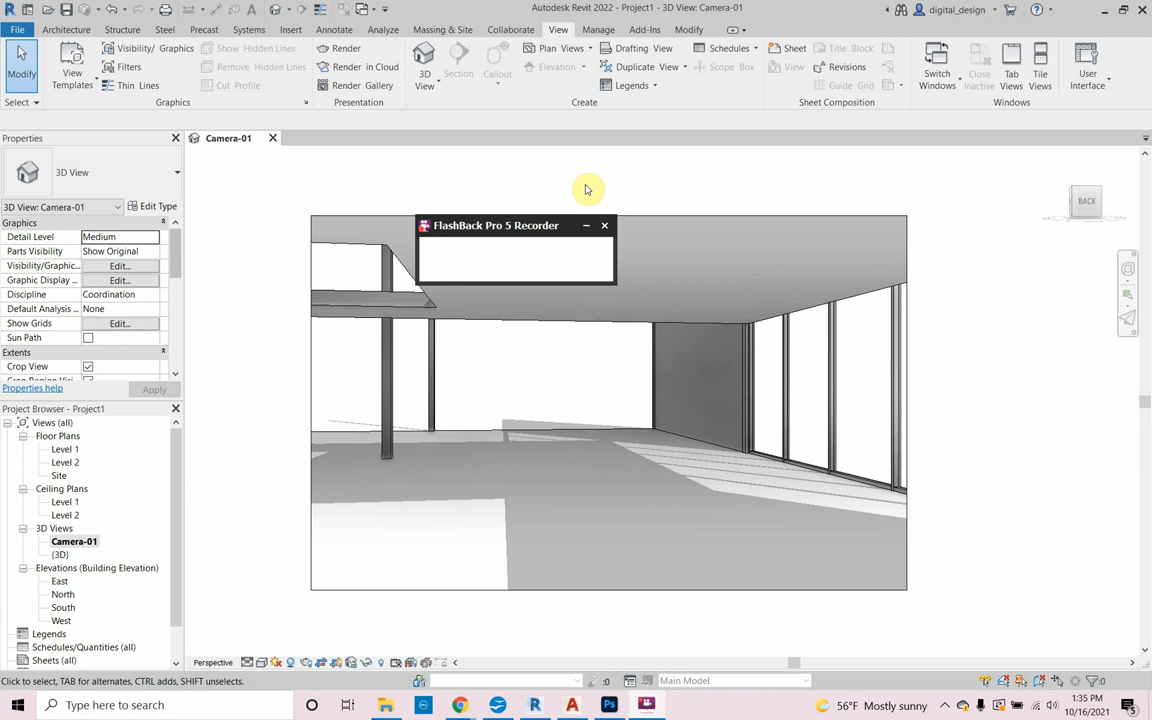 Autodesk Revit 2022 - Project1 - 3D View: Camera-01
digital_design
File Architecture Structure Steel Precast Systems Insert Annotate Analyze Massing & Site Collaborate View Manage Add-Ins Modify
Modify
Select
View
Templates
Visibility/ Graphics
Filters
Thin Lines
Show Hidden Lines
Remove Hidden Lines
Cut Profile
Graphics
Render
Render in Cloud
Render Gallery
Presentation
3D
View
Section
Callout
Plan Views
Elevation
Drafting View
Duplicate View
Legends
Schedules
Scope Box
Create
Sheet
View
Title Block
Revisions
Guide Grid
Sheet Composition
Switch
Windows
Close
Inactive
Tab
Views
Tile
Views
Windows
User
Interface
Properties
Camera-01
3D View
3D View: Camera-01
Edit Type
Graphics
Detail Level Medium
Parts Visibility Show Original
Visibility/Graphic... Edit...
Graphic Display ... Edit...
Discipline Coordination
Default Analysis ... None
Show Grids Edit...
Sun Path
Extents
Crop View
Properties help
Apply
FlashBack Pro 5 Recorder
BACK
Project Browser - Project1
Views (all)
Floor Plans
Level 1
Level 2
Site
Ceiling Plans
Level 1
Level 2
3D Views
Camera-01
{3D}
Elevations (Building Elevation)
East
North
South
West
Legends
Schedules/Quantities (all)
Sheets (all)
Perspective
Click to select, TAB for alternates, CTRL adds, SHIFT unselects.
:0
Main Model
:0
Type here to search
56°F Mostly sunny
1:35 PM
10/16/2021
5